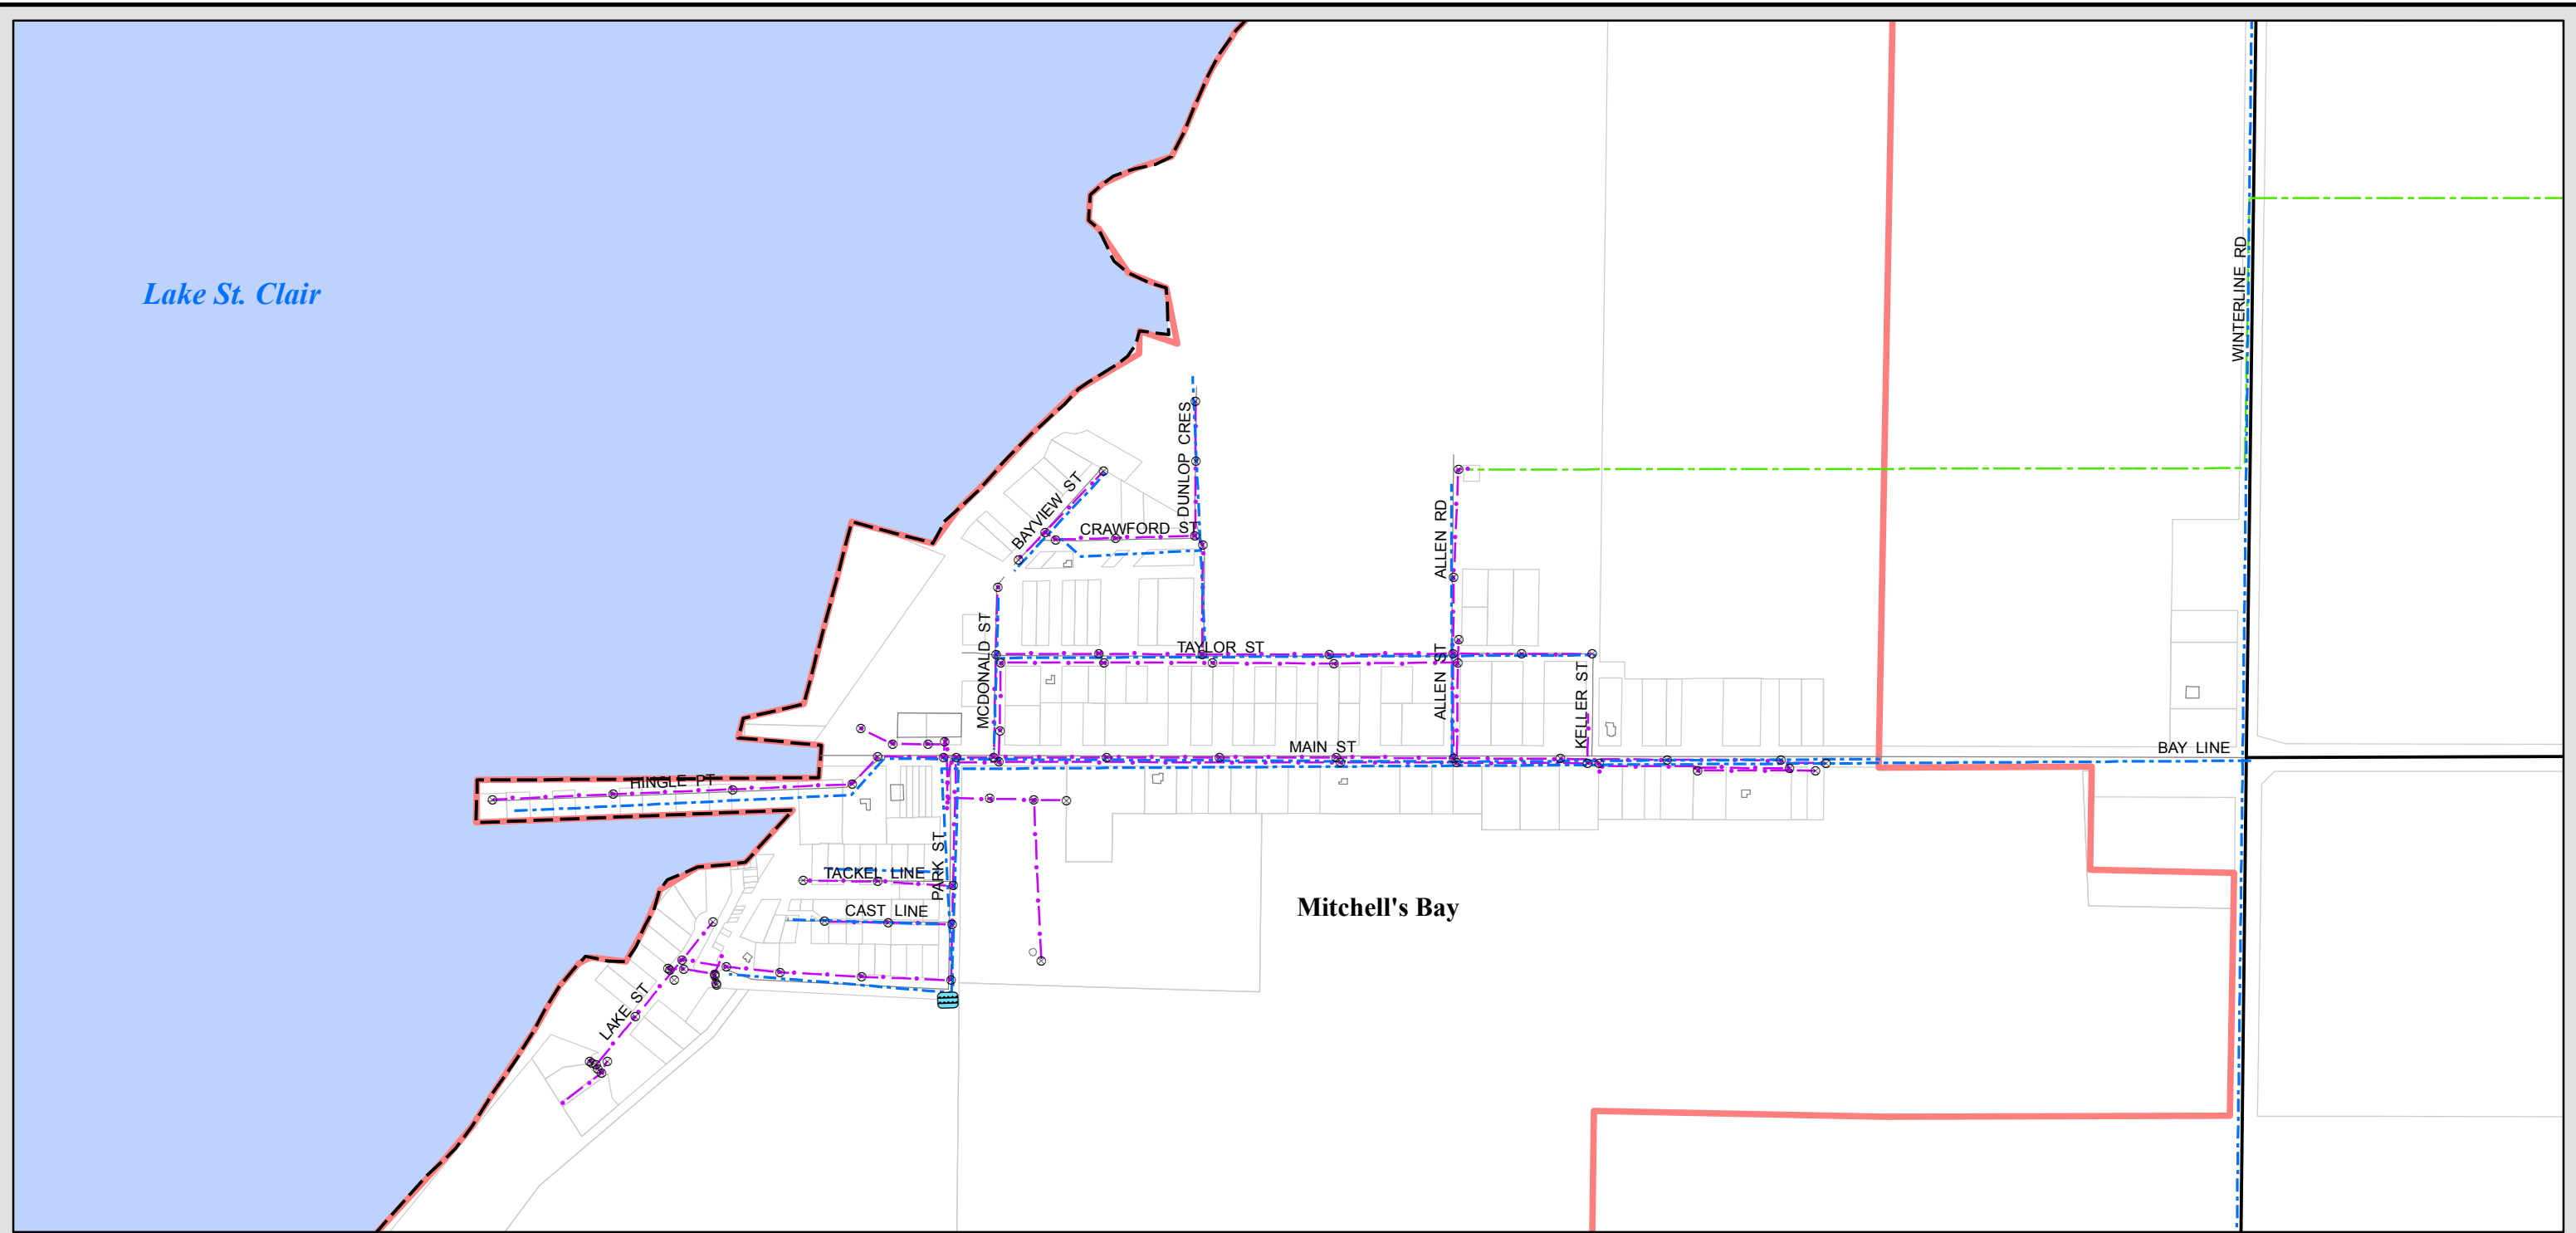 WINTERLINE RD
Lake St. Clair
DUNLOP CRES
BAYVIEW ST
CRAWFORD ST
ALLEN RD
MCDONALD ST
TAYLOR ST
ALLEN ST
KELLER ST
MAIN ST
BAY LINE
HINGLE PT
PARK ST
TACKEL LINE
CAST LINE
Mitchell's Bay
LAKE ST